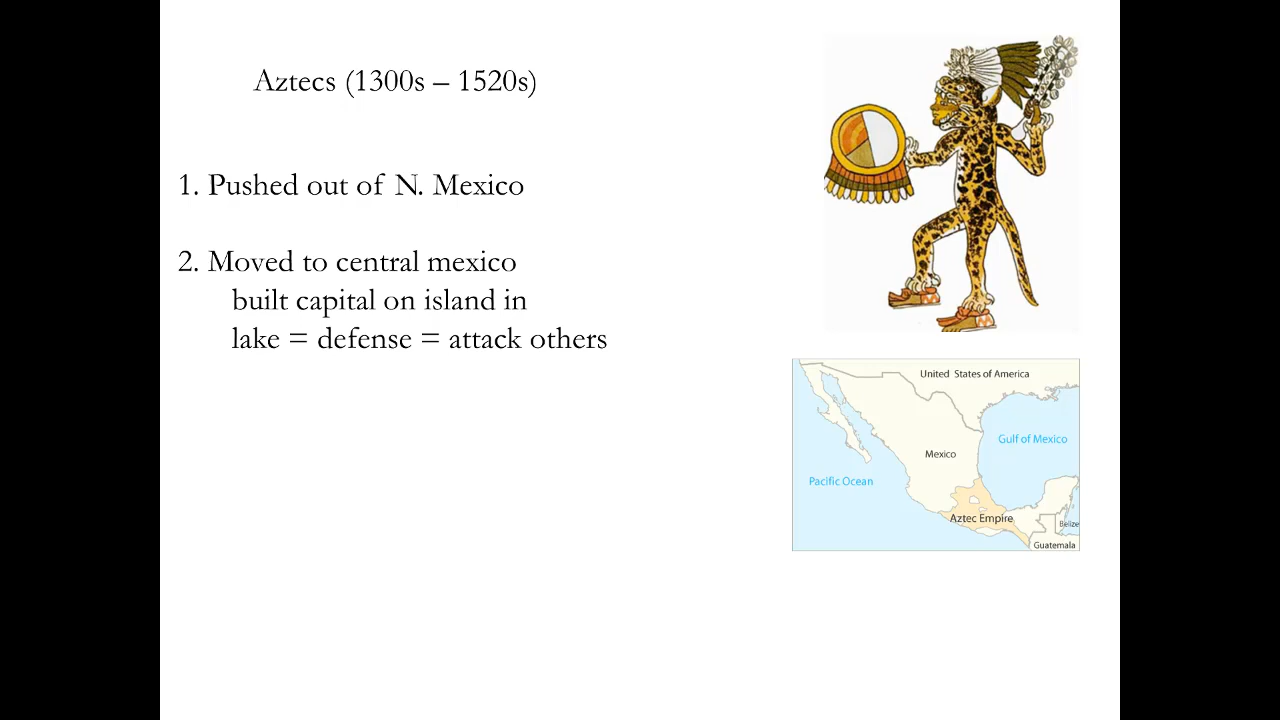 Aztecs (1300s – 1520s)
1. Pushed out of N. Mexico
2. Moved to central mexico
built capital on island in
lake = defense = attack others
United States of America
Gulf of Mexico
Mexico
Pacific Ocean
Aztec Empire
Belize
Guatemala